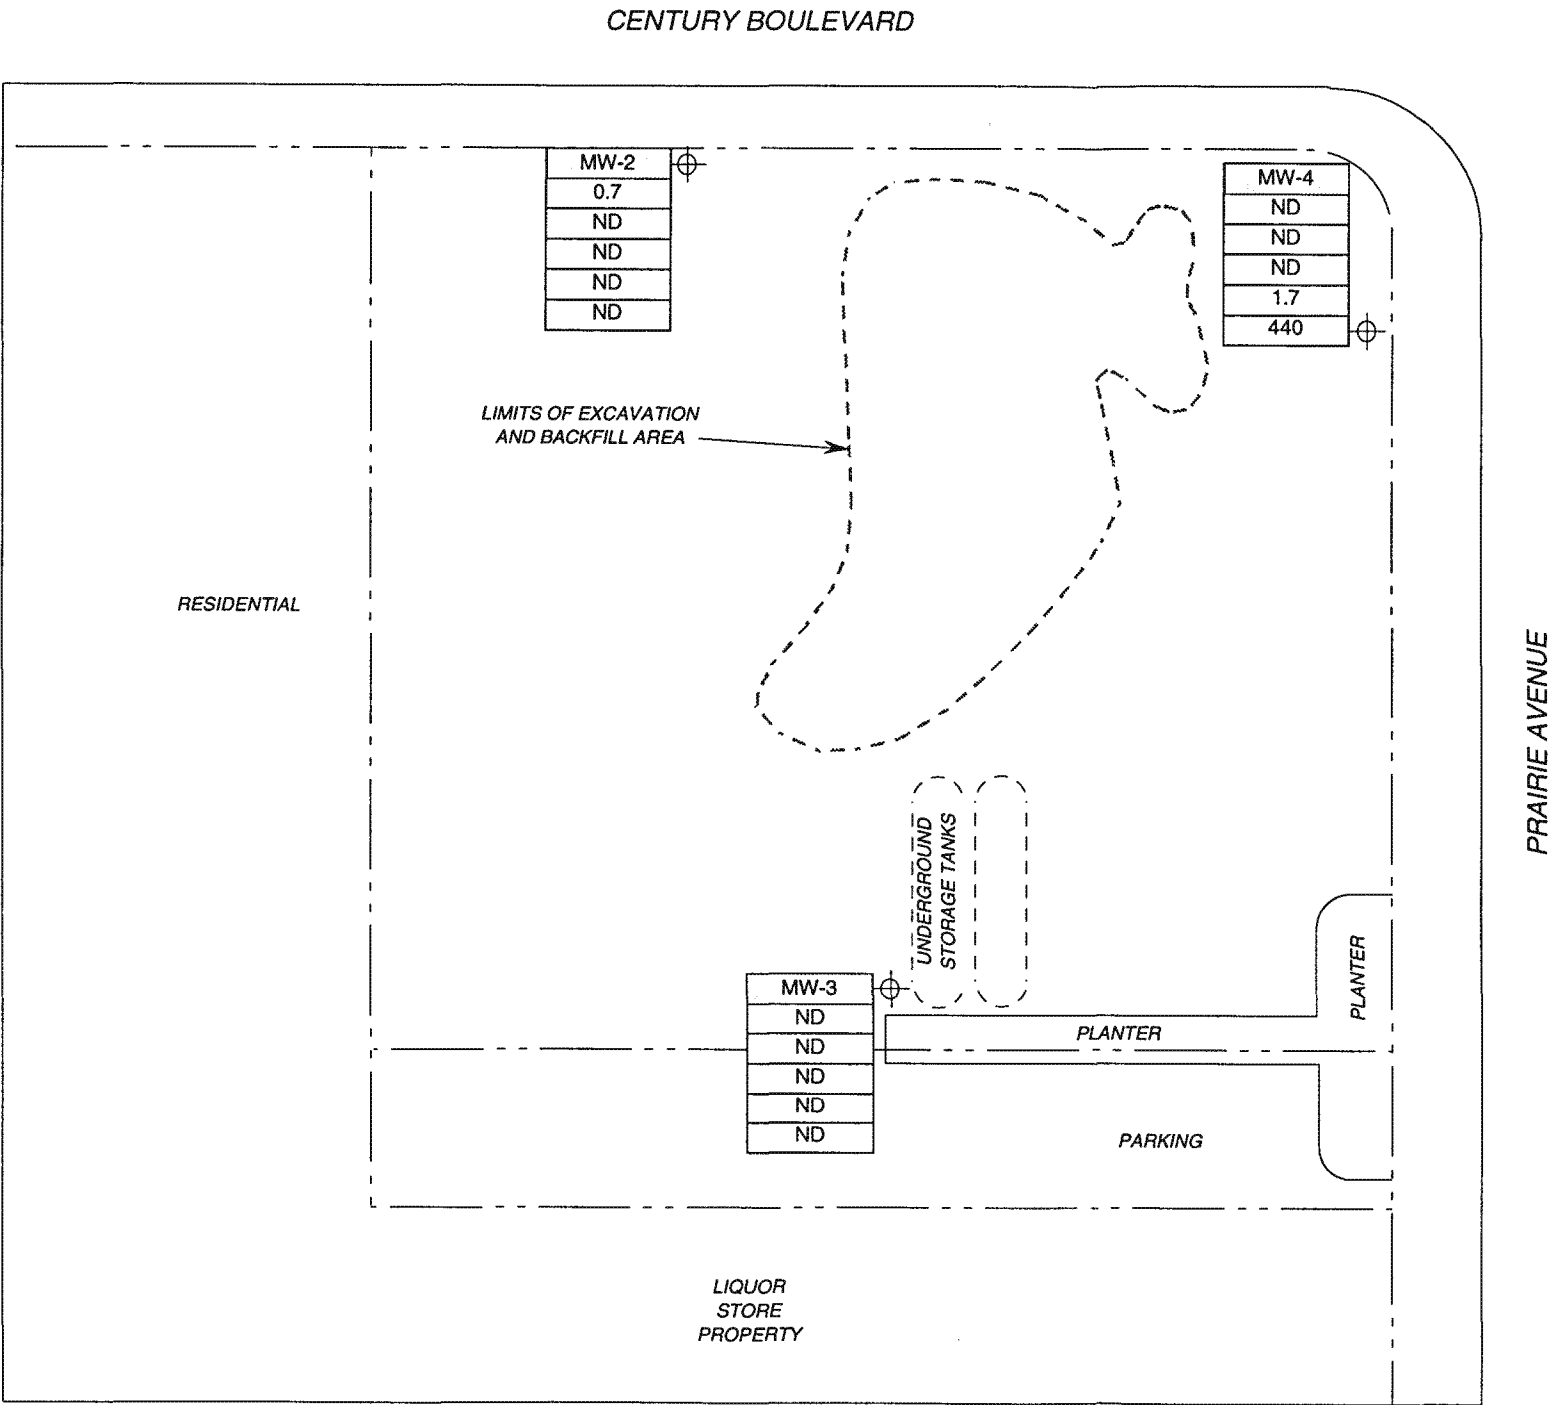 CENTURY BOULEVARD
MW-2
0.7
ND
ND
ND
ND
MW-4
ND
ND
ND
1.7
440
LIMITS OF EXCAVATION
AND BACKFILL AREA
RESIDENTIAL
PRAIRIE AVENUE
UNDERGROUND
STORAGE TANKS
PLANTER
MW-3
ND
ND
ND
ND
ND
PLANTER
PARKING
LIQUOR
STORE
PROPERTY